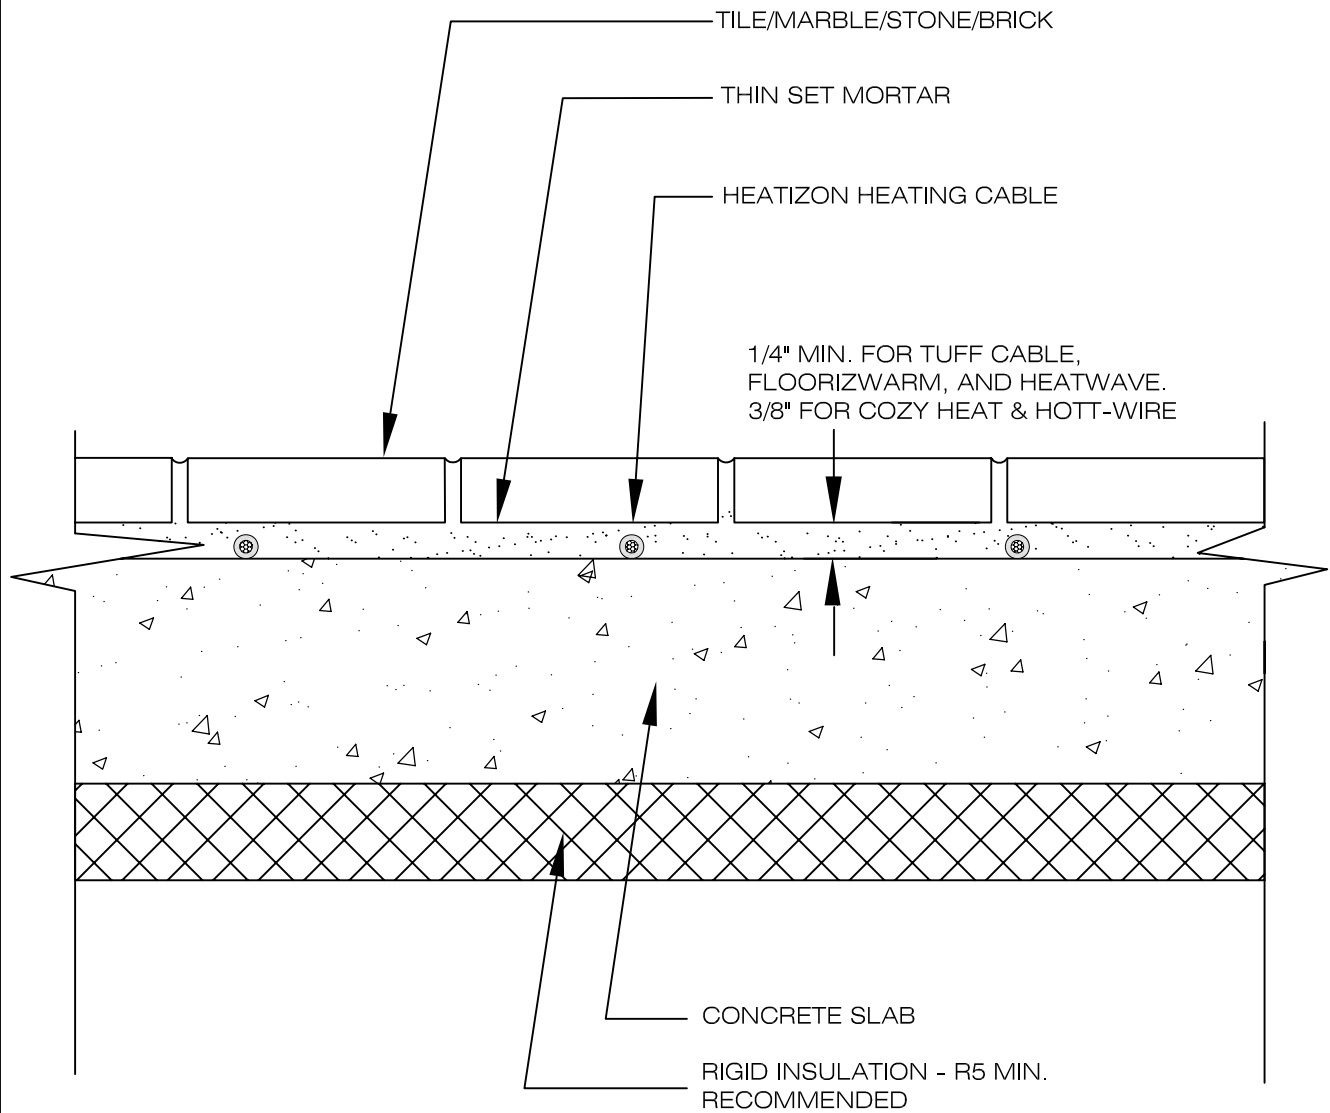 TILE/MARBLE/STONE/BRICK
THIN SET MORTAR
HEATIZON HEATING CABLE
1/4" MIN. FOR TUFF CABLE,
FLOORIZWARM, AND HEATWAVE.
3/8" FOR COZY HEAT & HOTT-WIRE
CONCRETE SLAB
RIGID INSULATION - R5 MIN.
RECOMMENDED